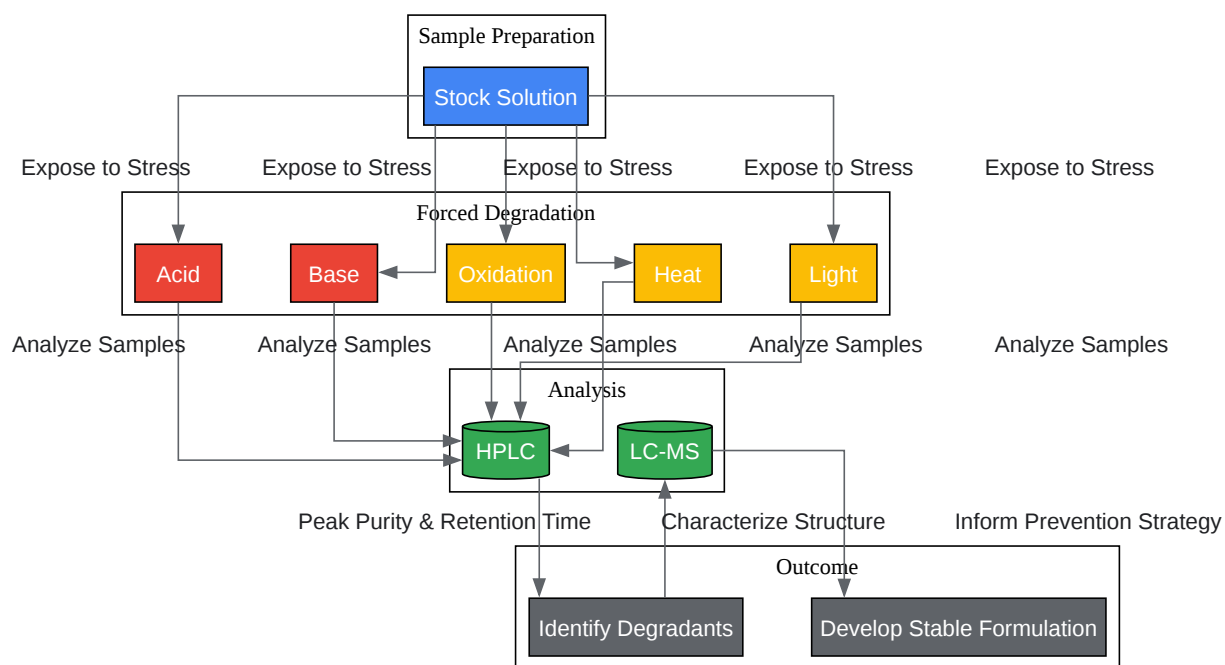 Sample Preparation
Stock Solution
Expose to Stress
Expose to Stress
Expose to Stress
Expose to Stress
Expose to Stress
Forced Degradation
Acid
Base
Oxidation
Heat
Light
Analyze Samples
Analyze Samples
Analyze Samples
Analyze Samples
Analyze Samples
Analysis
HPLC
LC-MS
Peak Purity & Retention Time
Characterize Structure
Inform Prevention Strategy
Outcome
Identify Degradants
Develop Stable Formulation